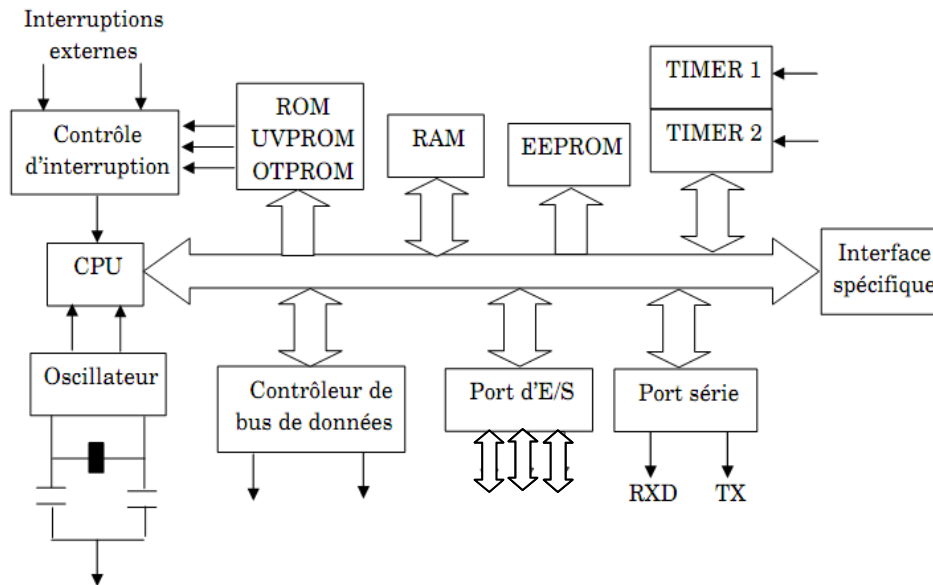 Interruptions
externes
Contrôle
d'interruption
ROM
UVPROM
OTPROM
RAM
EEPROM
TIMER 1
TIMER 2
CPU
Interface
spécifique
Oscillateur
Contrôleur de
bus de données
Port d'E/S
Port série
RXD
TX